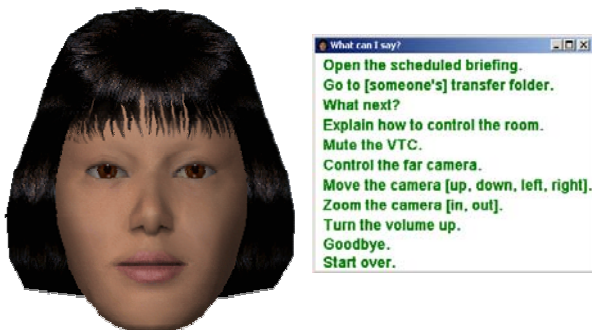 What can I say?
Open the scheduled briefing.
Go to [someone's] transfer folder.
What next?
Explain how to control the room.
Mute the VTC.
Control the far camera.
Move the camera [up, down, left, right].
Zoom the camera [in, out].
Turn the volume up.
Goodbye.
Start over.